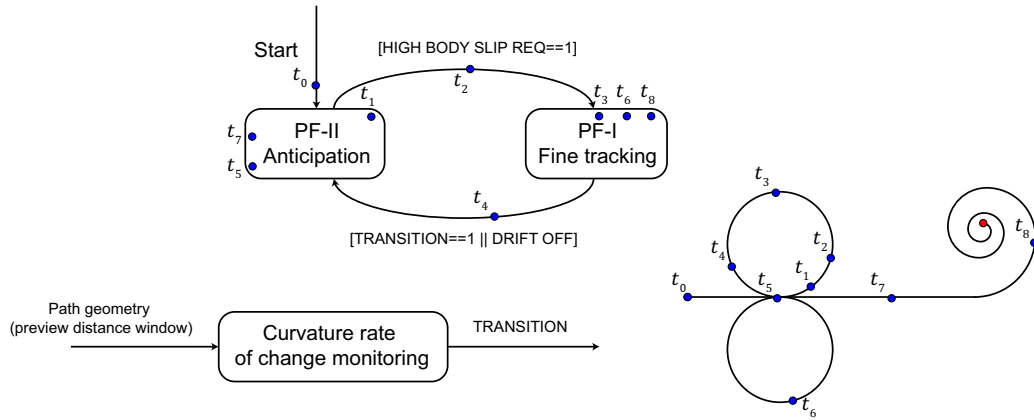 Start
[HIGH BODY SLIP REQ==1]
t₀
t₂
t₁
t₃ t₆ t₈
t₇
PF-II
Anticipation
PF-I
Fine tracking
t₅
t₄
[TRANSITION==1 || DRIFT OFF]
t₃
t₄
t₂
t₈
t₀
t₅
t₁
t₇
t₆
Path geometry
(preview distance window)
Curvature rate
of change monitoring
TRANSITION